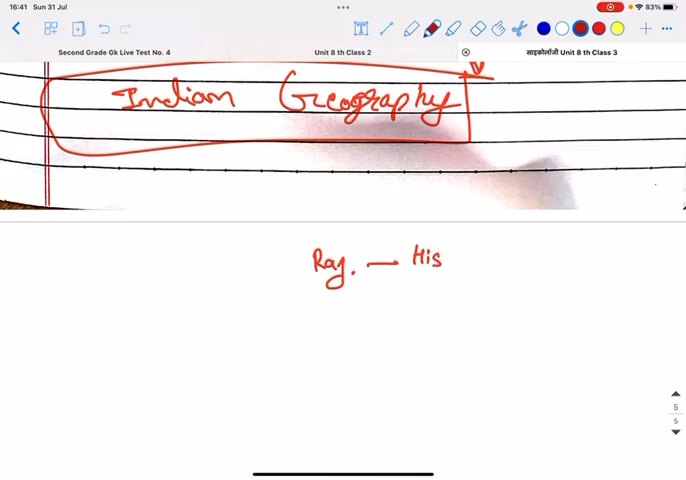 16:41 Sun 31 Jul
83%
Second Grade Gk Live Test No. 4
Unit 8 th Class 2
साइकोलॉजी Unit 8 th Class 3
Indian Geography
Raj. — His
5
5